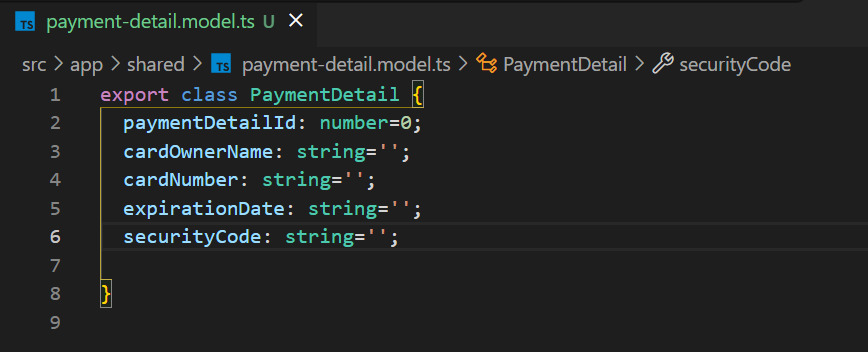 TS payment-detail.model.ts U ×
src > app > shared > TS payment-detail.model.ts > PaymentDetail > securityCode
1 export class PaymentDetail {
2 paymentDetailId: number=0;
3 cardOwnerName: string='';
4 cardNumber: string='';
5 expirationDate: string='';
6 securityCode: string='';
7
8 }
9